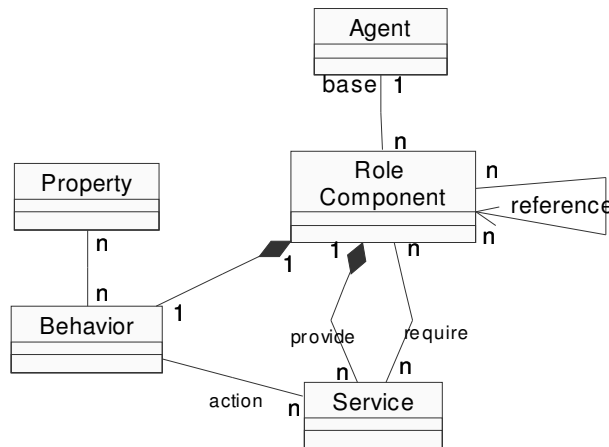 Agent
base 1
n
Role
Component
n
reference
n
Property
n
n
1
1
n
1
Behavior
provide
require
n
n
action
n
Service